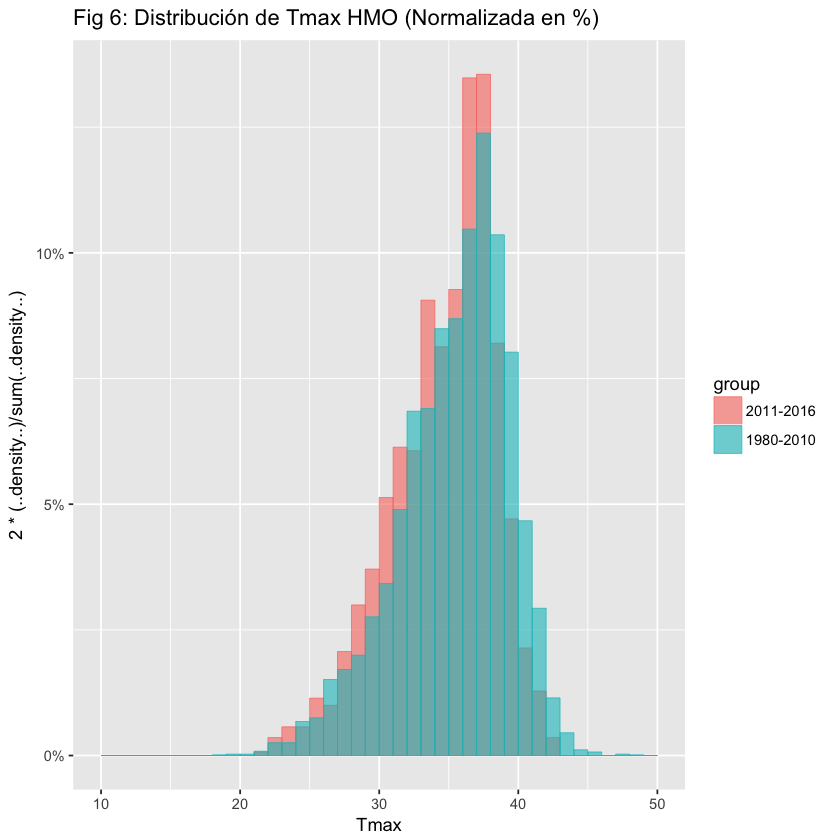 Fig 6: Distribución de Tmax HMO (Normalizada en %)
2 * (..density..)/sum(..density..)
10%
5%
0%
10 20 30 40 50
Tmax
group
2011-2016
1980-2010